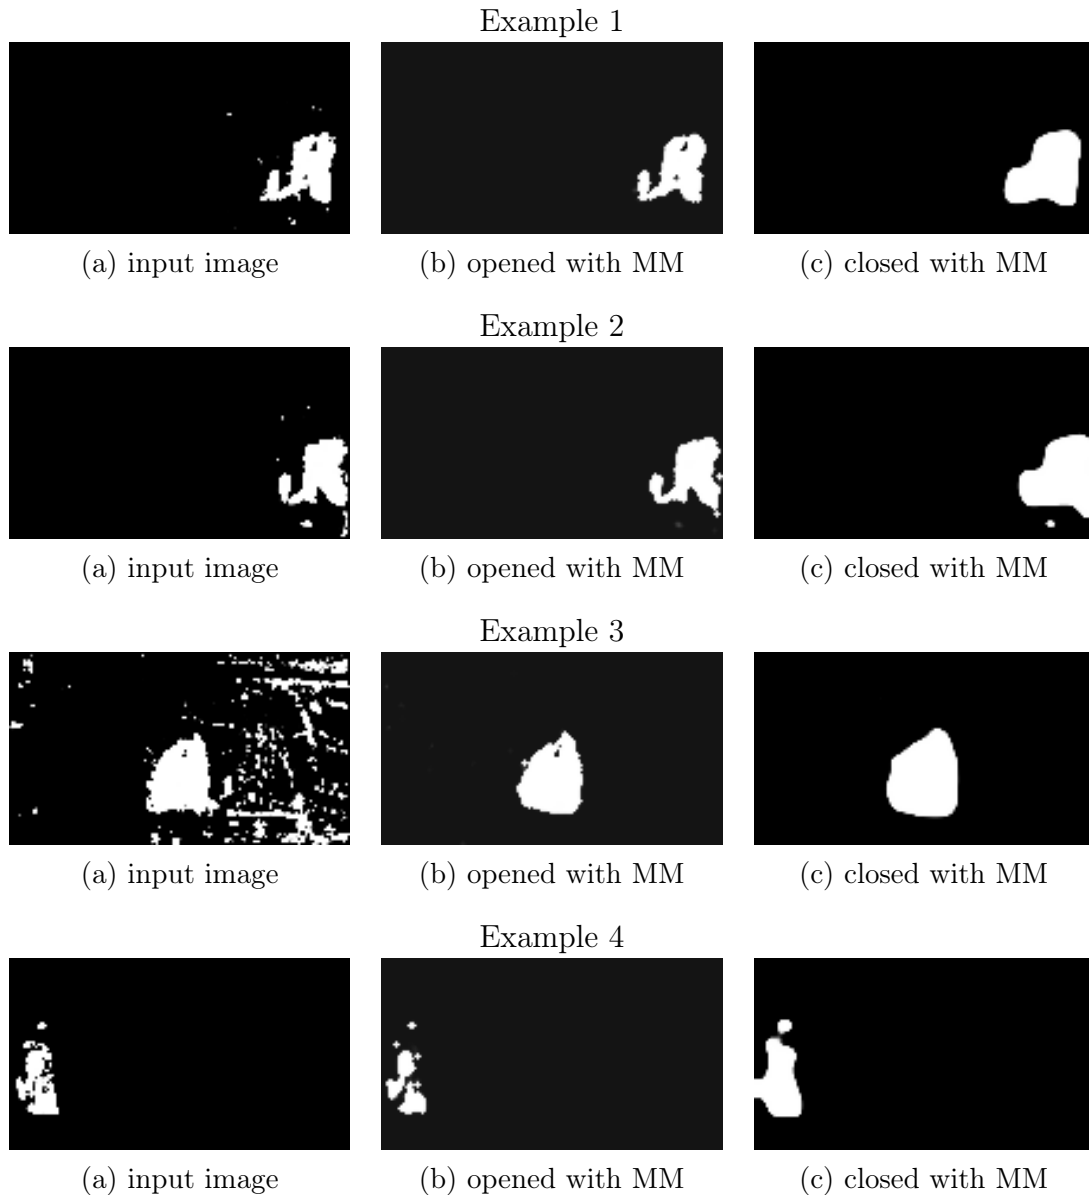 Example 1
(a) input image (b) opened with MM (c) closed with MM
Example 2
(a) input image (b) opened with MM (c) closed with MM
Example 3
(a) input image (b) opened with MM (c) closed with MM
Example 4
(a) input image (b) opened with MM (c) closed with MM